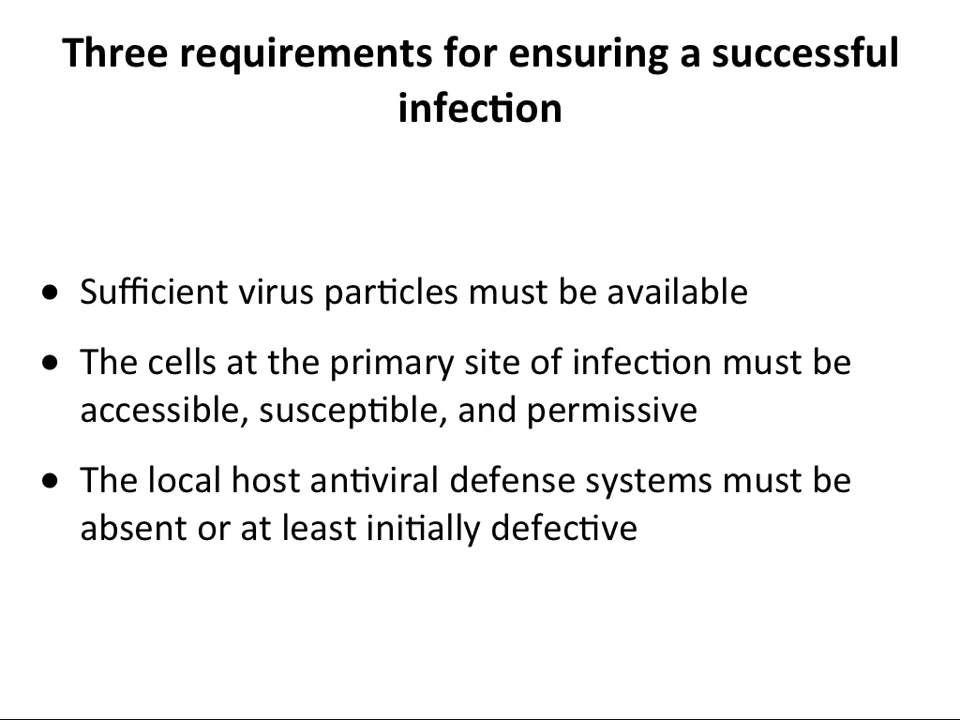 Three requirements for ensuring a successful
infection
• Sufficient virus particles must be available
• The cells at the primary site of infection must be
accessible, susceptible, and permissive
• The local host antiviral defense systems must be
absent or at least initially defective